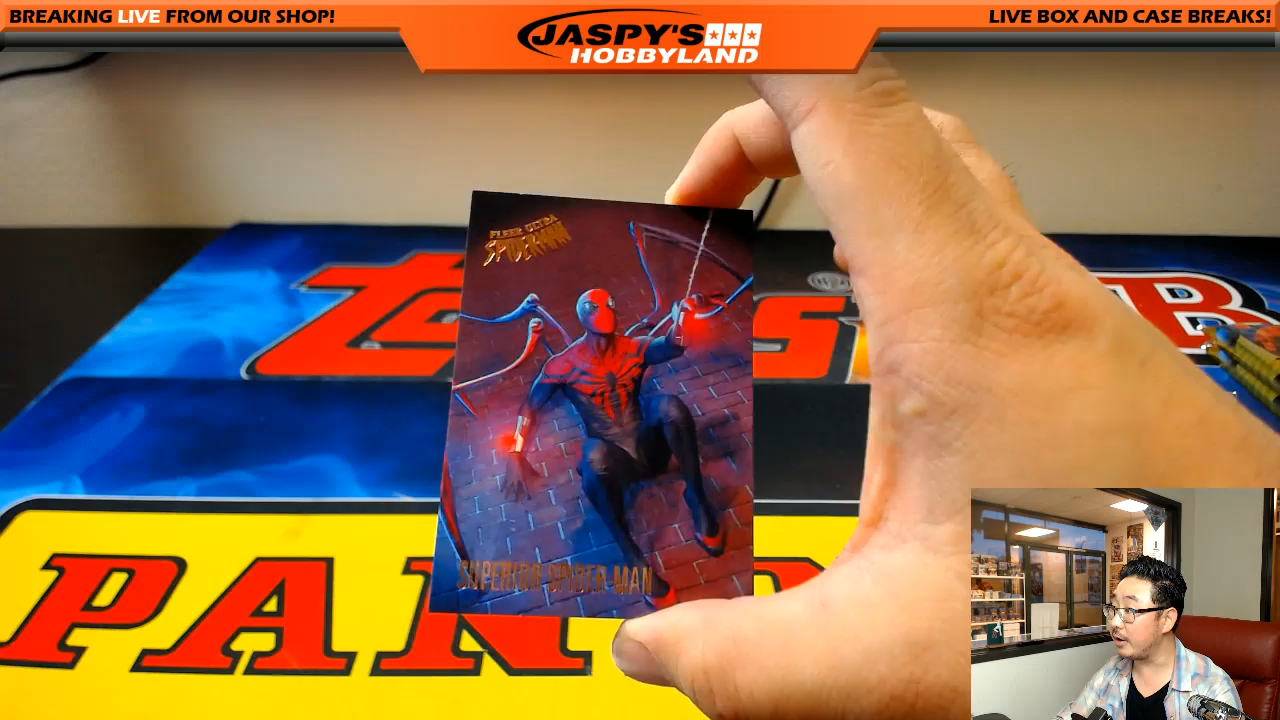 BREAKING LIVE FROM OUR SHOP!
JASPY'S
HOBBYLAND
LIVE BOX AND CASE BREAKS!
FLEER ULTRA
SPIDER-MAN
SUPERIOR SPIDER-MAN